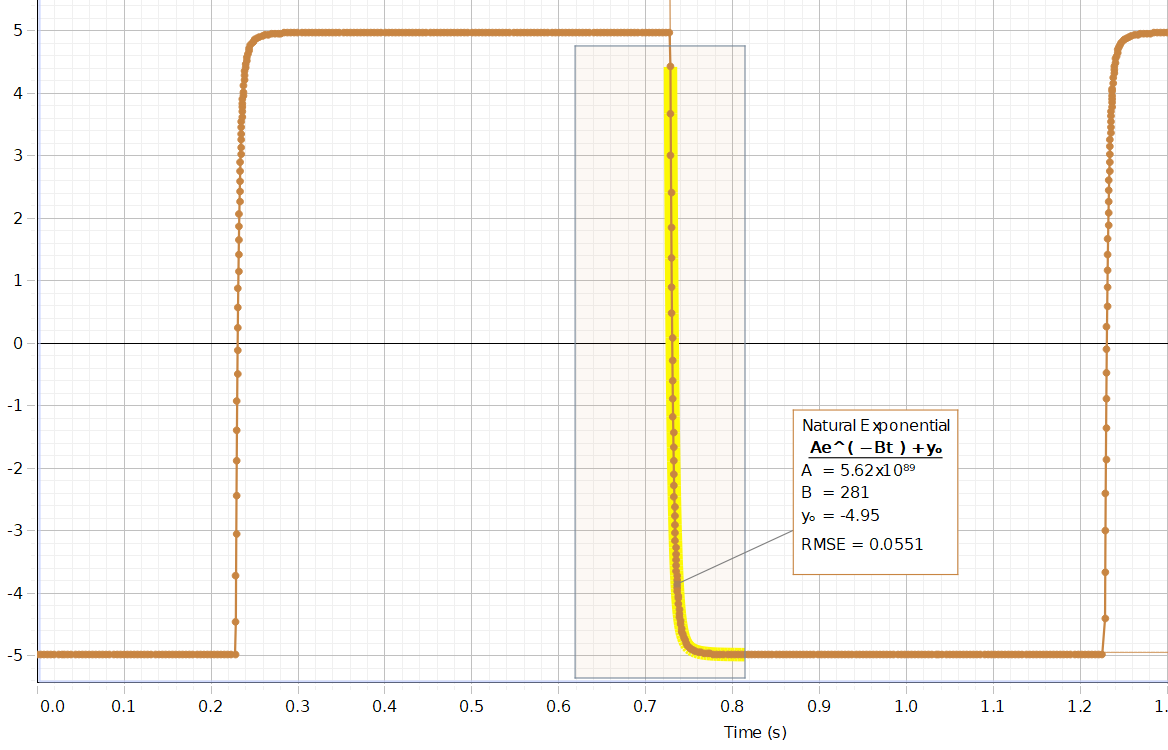 5
4
3
2
1
0
-1
-2
-3
-4
-5
Natural Exponential
Ae^( −Bt ) +yₒ
A = 5.62x10⁸⁹
B = 281
yₒ = -4.95
RMSE = 0.0551
0.0 0.1 0.2 0.3 0.4 0.5 0.6 0.7 0.8 0.9 1.0 1.1 1.2 1.
Time (s)